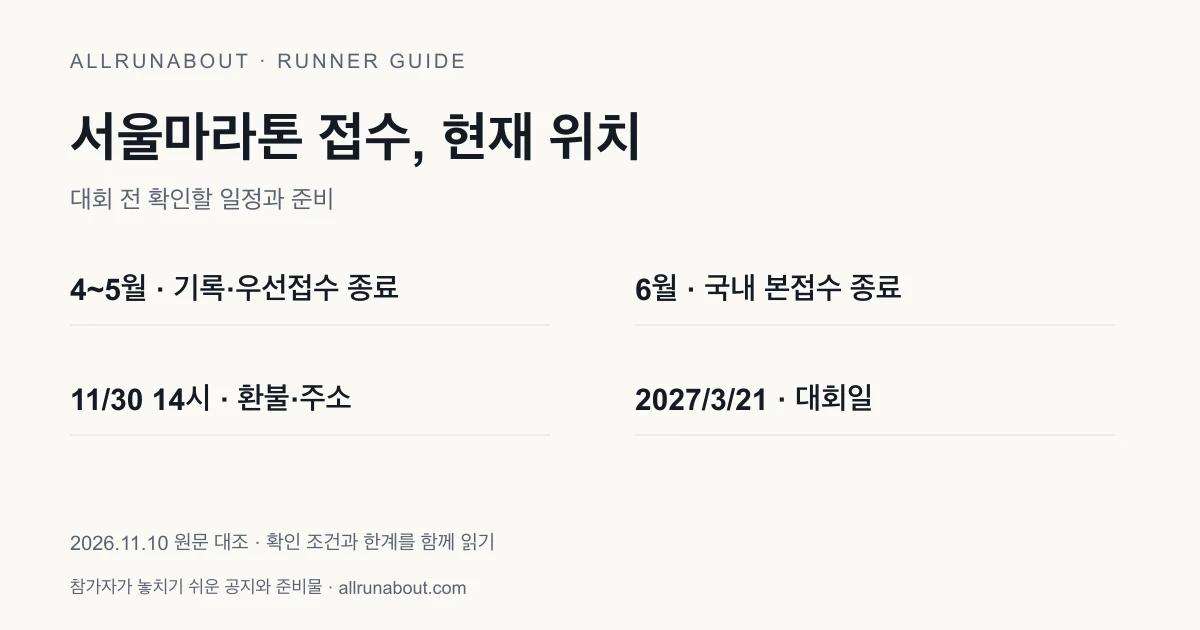 ALLRUNABOUT · RUNNER GUIDE
서울마라톤 접수, 현재 위치
대회 전 확인할 일정과 준비
4~5월 · 기록·우선접수 종료
6월 · 국내 본접수 종료
11/30 14시 · 환불·주소
2027/3/21 · 대회일
2026.11.10 원문 대조 · 확인 조건과 한계를 함께 읽기
참가자가 놓치기 쉬운 공지와 준비물 · allrunabout.com